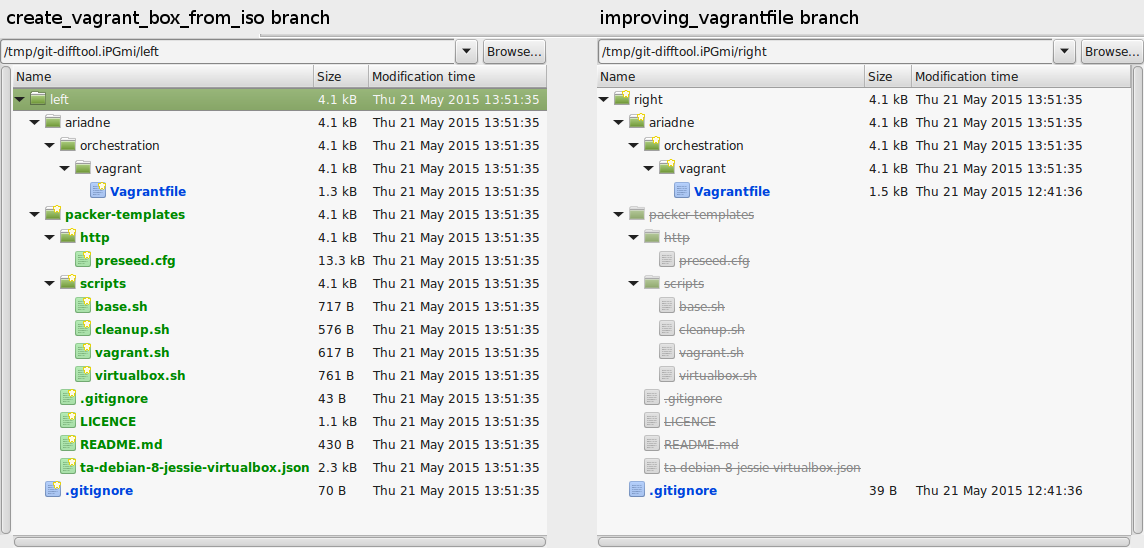 create_vagrant_box_from_iso branch improving_vagrantfile branch
/tmp/git-difftool.iPGmi/left Browse... /tmp/git-difftool.iPGmi/right Browse...
Name Size Modification time Name Size Modification time
left 4.1 kB Thu 21 May 2015 13:51:35 right 4.1 kB Thu 21 May 2015 13:51:35
ariadne 4.1 kB Thu 21 May 2015 13:51:35 ariadne 4.1 kB Thu 21 May 2015 13:51:35
orchestration 4.1 kB Thu 21 May 2015 13:51:35 orchestration 4.1 kB Thu 21 May 2015 13:51:35
vagrant 4.1 kB Thu 21 May 2015 13:51:35 vagrant 4.1 kB Thu 21 May 2015 13:51:35
Vagrantfile 1.3 kB Thu 21 May 2015 13:51:35 Vagrantfile 1.5 kB Thu 21 May 2015 12:41:36
packer-templates 4.1 kB Thu 21 May 2015 13:51:35 packer-templates
http 4.1 kB Thu 21 May 2015 13:51:35 http
preseed.cfg 13.3 kB Thu 21 May 2015 13:51:35 preseed.cfg
scripts 4.1 kB Thu 21 May 2015 13:51:35 scripts
base.sh 717 B Thu 21 May 2015 13:51:35 base.sh
cleanup.sh 576 B Thu 21 May 2015 13:51:35 cleanup.sh
vagrant.sh 617 B Thu 21 May 2015 13:51:35 vagrant.sh
virtualbox.sh 761 B Thu 21 May 2015 13:51:35 virtualbox.sh
.gitignore 43 B Thu 21 May 2015 13:51:35 .gitignore
LICENCE 1.1 kB Thu 21 May 2015 13:51:35 LICENCE
README.md 430 B Thu 21 May 2015 13:51:35 README.md
ta-debian-8-jessie-virtualbox.json 2.3 kB Thu 21 May 2015 13:51:35 ta-debian-8-jessie-virtualbox.json
.gitignore 70 B Thu 21 May 2015 13:51:35 .gitignore 39 B Thu 21 May 2015 12:41:36